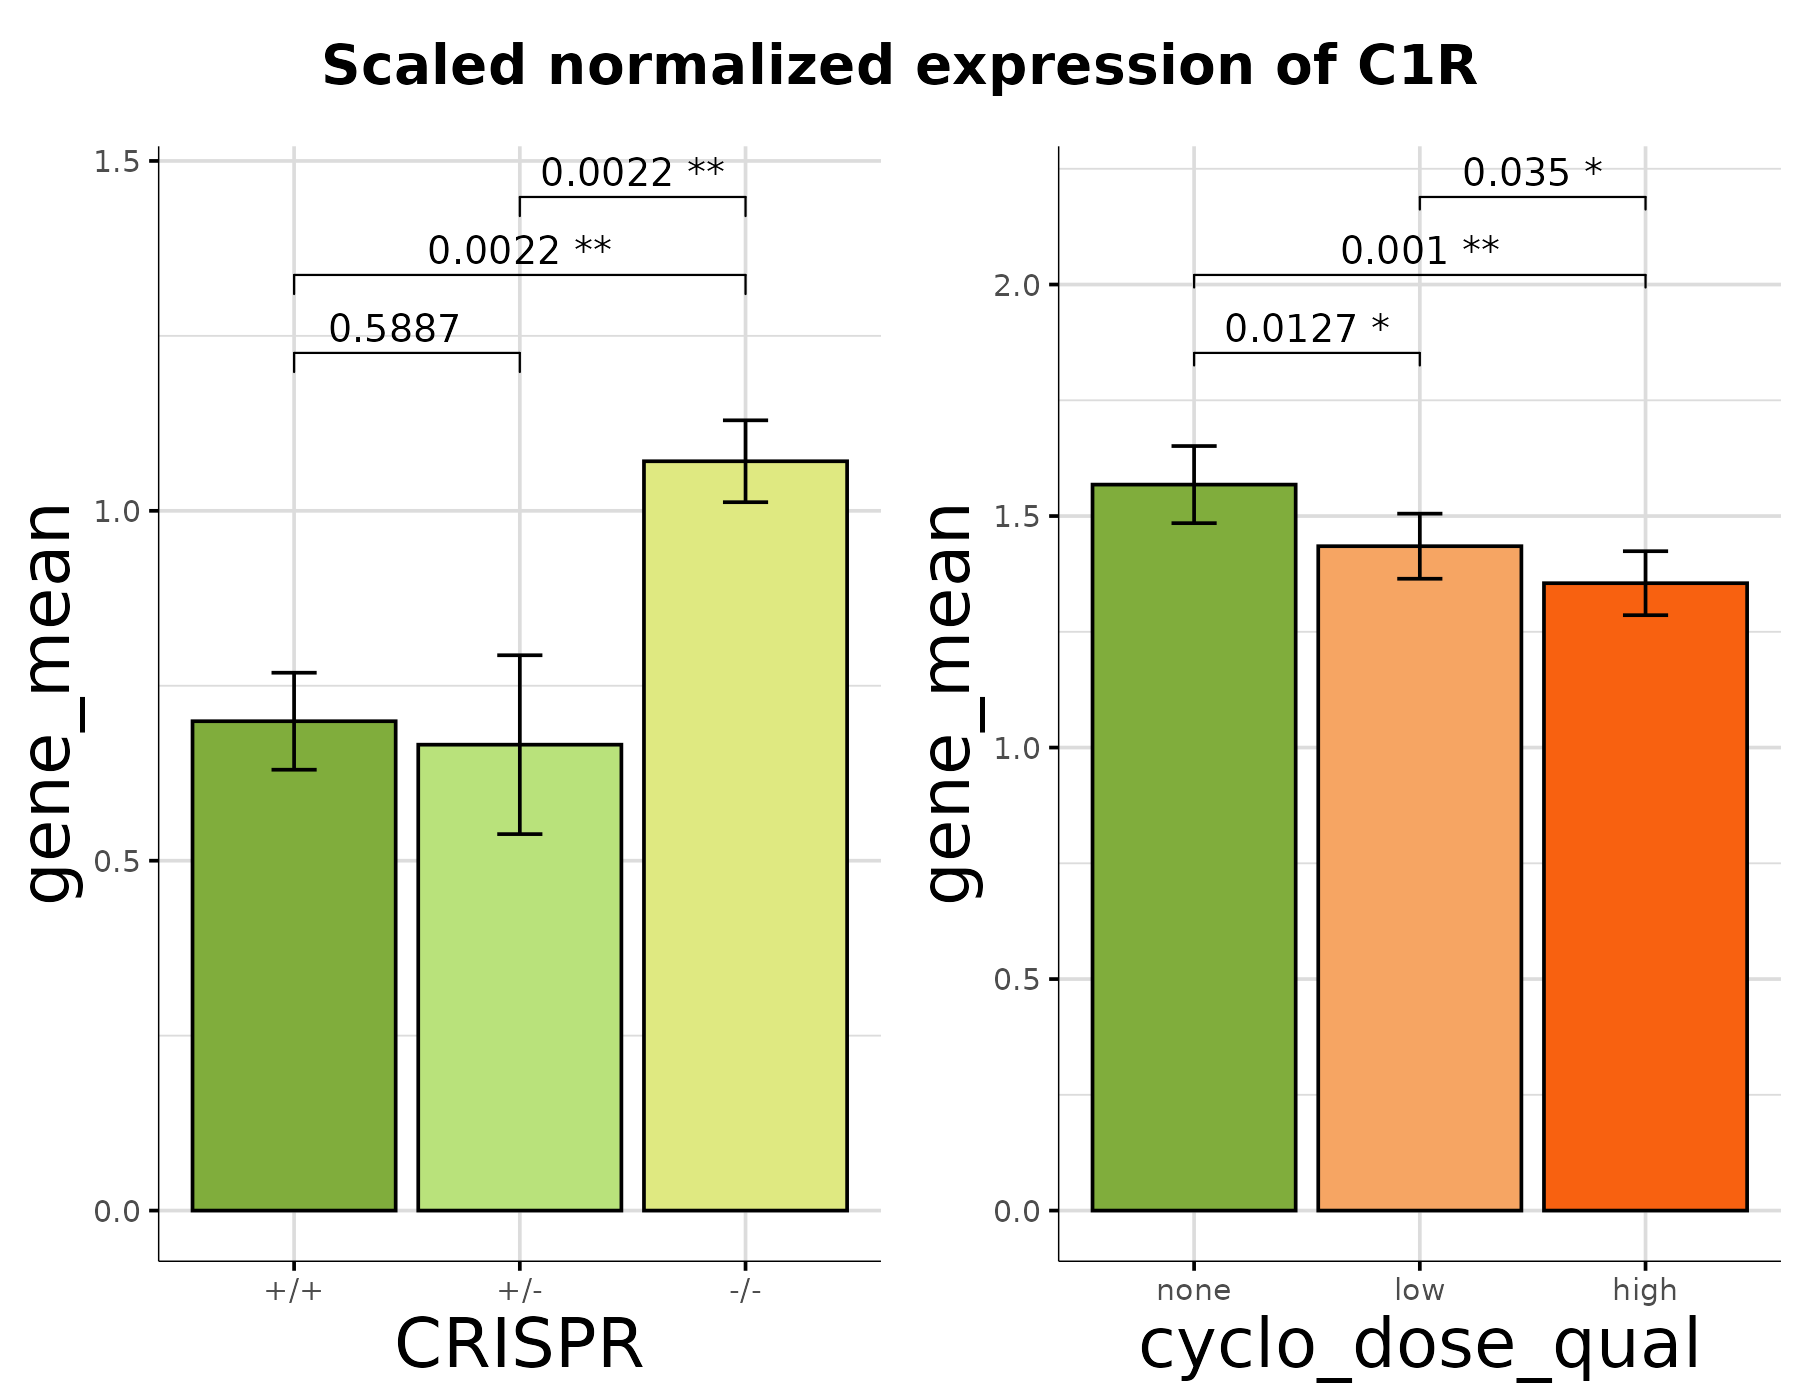 Scaled normalized expression of C1R
gene_mean
1.5
1.0
0.5
0.0
0.0022 **
0.0022 **
0.5887
+/+ +/- -/-
CRISPR
gene_mean
2.0
1.5
1.0
0.5
0.0
0.035 *
0.001 **
0.0127 *
none low high
cyclo_dose_qual